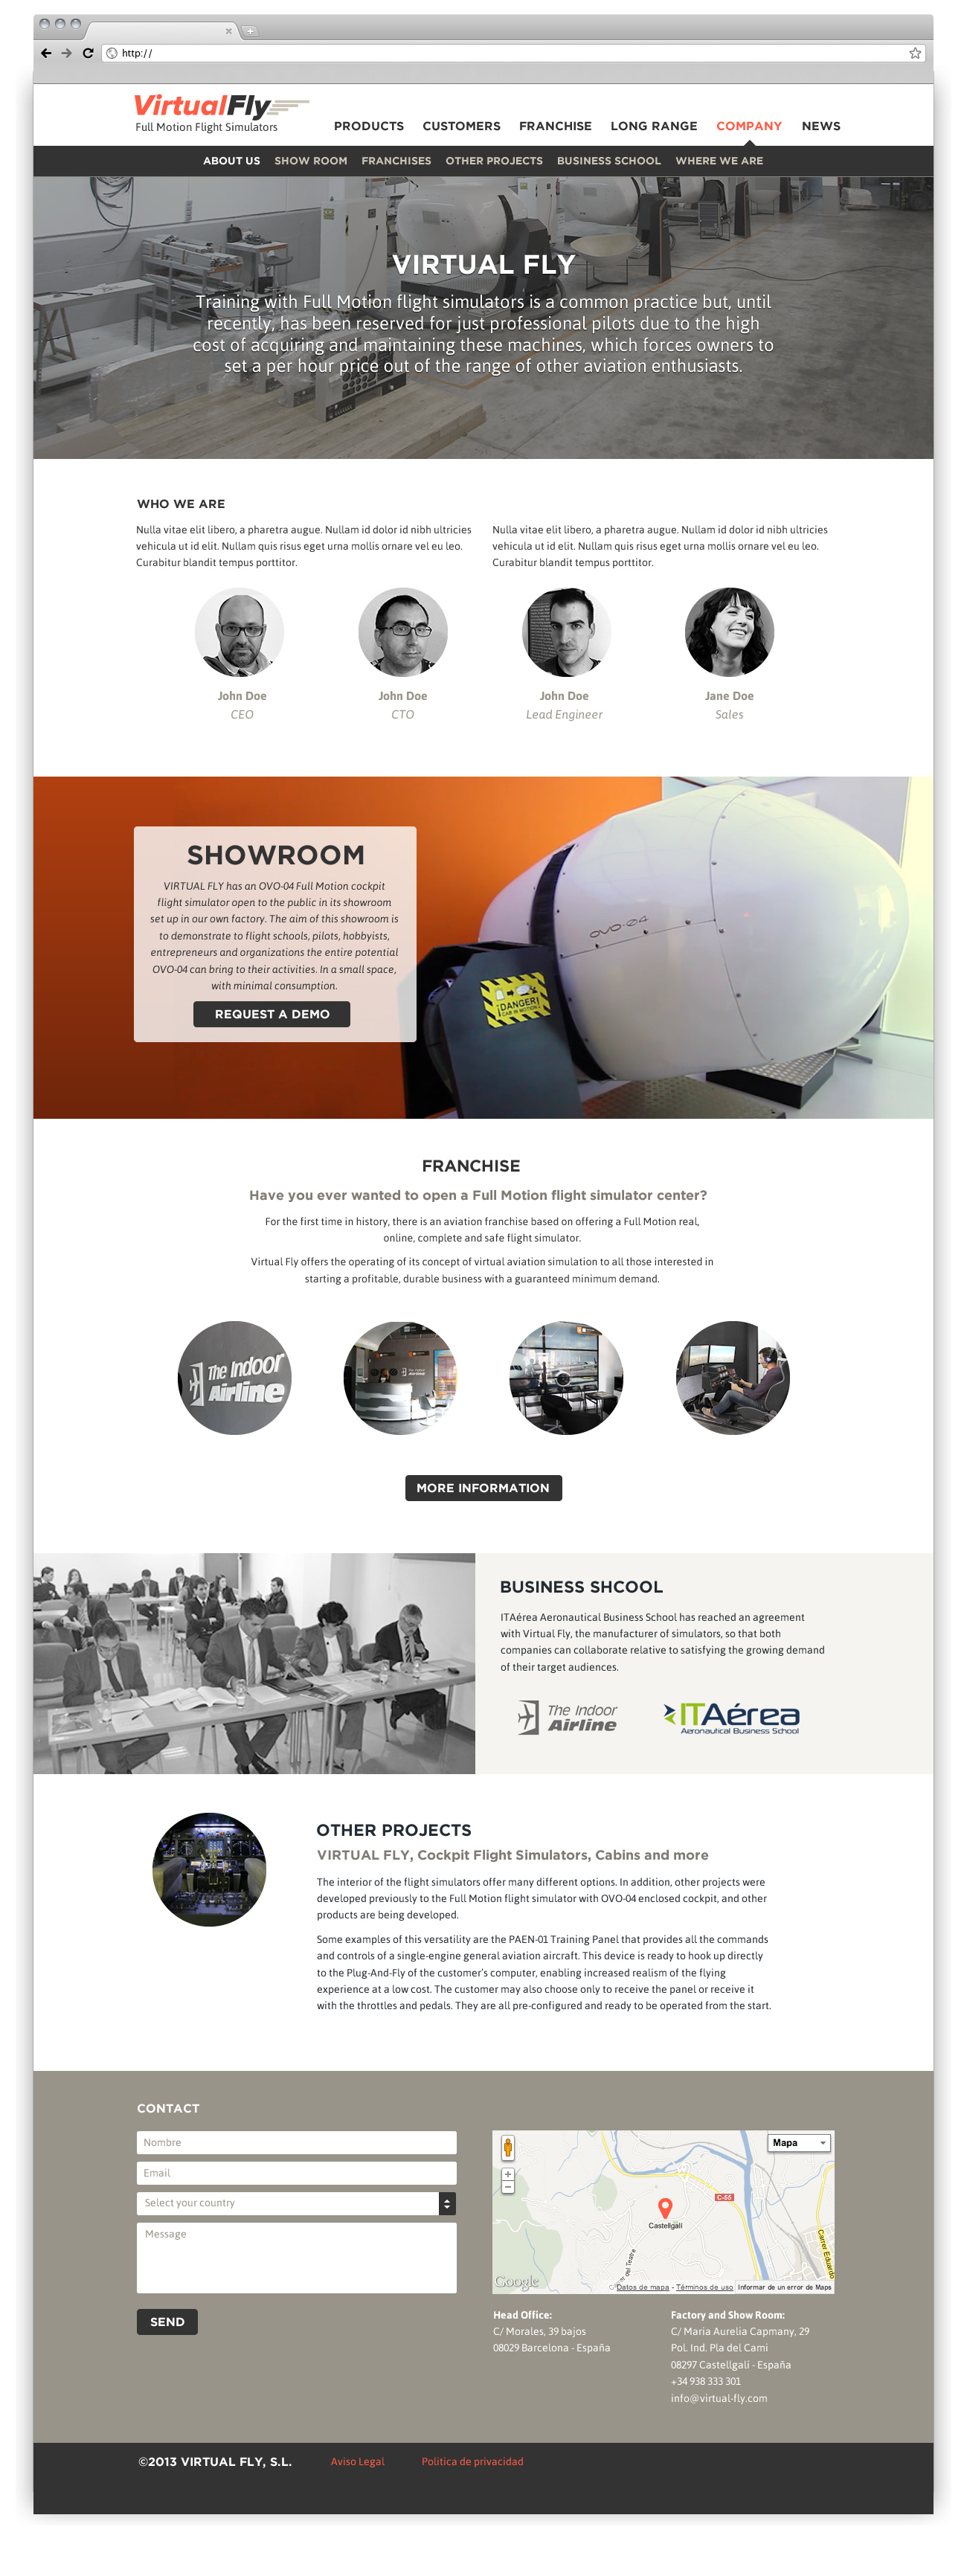 http://
VirtualFly
Full Motion Flight Simulators
PRODUCTS CUSTOMERS FRANCHISE LONG RANGE COMPANY NEWS
ABOUT US SHOW ROOM FRANCHISES OTHER PROJECTS BUSINESS SCHOOL WHERE WE ARE
VIRTUAL FLY
Training with Full Motion flight simulators is a common practice but, until
recently, has been reserved for just professional pilots due to the high
cost of acquiring and maintaining these machines, which forces owners to
set a per hour price out of the range of other aviation enthusiasts.
WHO WE ARE
Nulla vitae elit libero, a pharetra augue. Nullam id dolor id nibh ultricies
vehicula ut id elit. Nullam quis risus eget urna mollis ornare vel eu leo.
Curabitur blandit tempus porttitor.
Nulla vitae elit libero, a pharetra augue. Nullam id dolor id nibh ultricies
vehicula ut id elit. Nullam quis risus eget urna mollis ornare vel eu leo.
Curabitur blandit tempus porttitor.
John Doe
CEO
John Doe
CTO
John Doe
Lead Engineer
Jane Doe
Sales
SHOWROOM
VIRTUAL FLY has an OVO-04 Full Motion cockpit
flight simulator open to the public in its showroom
set up in our own factory. The aim of this showroom is
to demonstrate to flight schools, pilots, hobbyists,
entrepreneurs and organizations the entire potential
OVO-04 can bring to their activities. In a small space,
with minimal consumption.
REQUEST A DEMO
OVO-04
¡DANGER!
CAB IN MOTION
FRANCHISE
Have you ever wanted to open a Full Motion flight simulator center?
For the first time in history, there is an aviation franchise based on offering a Full Motion real,
online, complete and safe flight simulator.
Virtual Fly offers the operating of its concept of virtual aviation simulation to all those interested in
starting a profitable, durable business with a guaranteed minimum demand.
The Indoor
Airline
The Indoor
Airline
MORE INFORMATION
BUSINESS SHCOOL
ITAérea Aeronautical Business School has reached an agreement
with Virtual Fly, the manufacturer of simulators, so that both
companies can collaborate relative to satisfying the growing demand
of their target audiences.
The Indoor
Airline
ITAérea
Aeronautical Business School
OTHER PROJECTS
VIRTUAL FLY, Cockpit Flight Simulators, Cabins and more
The interior of the flight simulators offer many different options. In addition, other projects were
developed previously to the Full Motion flight simulator with OVO-04 enclosed cockpit, and other
products are being developed.
Some examples of this versatility are the PAEN-01 Training Panel that provides all the commands
and controls of a single-engine general aviation aircraft. This device is ready to hook up directly
to the Plug-And-Fly of the customer's computer, enabling increased realism of the flying
experience at a low cost. The customer may also choose only to receive the panel or receive it
with the throttles and pedals. They are all pre-configured and ready to be operated from the start.
CONTACT
Nombre
Email
Select your country
Message
SEND
Mapa
C-55
Castellgalí
del Teatre
Carrer Eduardo
Google
Datos de mapa - Términos de uso
Informar de un error de Maps
Head Office:
C/ Morales, 39 bajos
08029 Barcelona - España
Factory and Show Room:
C/ Maria Aurelia Capmany, 29
Pol. Ind. Pla del Cami
08297 Castellgalí - España
+34 938 333 301
info@virtual-fly.com
©2013 VIRTUAL FLY, S.L.
Aviso Legal
Politica de privacidad